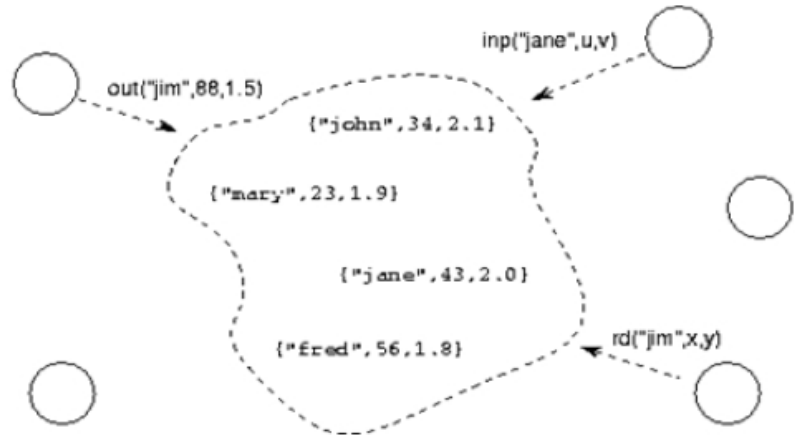 inp("jane",u,v)
out("jim",88,1.5)
{"john",34,2.1}
{"mary",23,1.9}
{"jane",43,2.0}
rd("jim",x,y)
{"fred",56,1.8}